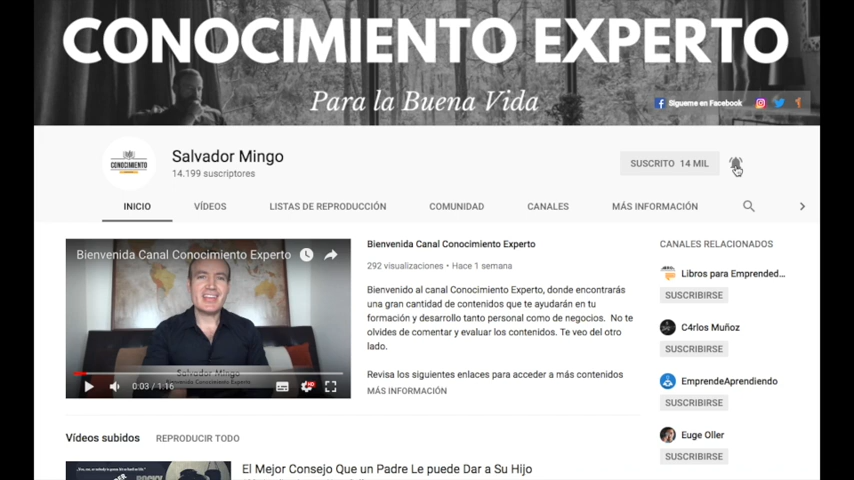 CONOCIMIENTO EXPERTO
Para la Buena Vida
Sígueme en Facebook
CONOCIMIENTO
Salvador Mingo
14.199 suscriptores
SUSCRITO 14 MIL
INICIO VÍDEOS LISTAS DE REPRODUCCIÓN COMUNIDAD CANALES MÁS INFORMACIÓN
Bienvenida Canal Conocimiento Experto
Salvador Mingo
Bienvenida Conocimiento Experto
0:03 / 1:16
HD
Bienvenida Canal Conocimiento Experto
292 visualizaciones • Hace 1 semana
Bienvenido al canal Conocimiento Experto, donde encontrarás
una gran cantidad de contenidos que te ayudarán en tu
formación y desarrollo tanto personal como de negocios. No te
olvides de comentar y evaluar los contenidos. Te veo del otro
lado.
Revisa los siguientes enlaces para acceder a más contenidos
MÁS INFORMACIÓN
CANALES RELACIONADOS
Libros para Emprended...
SUSCRIBIRSE
C4rlos Muñoz
SUSCRIBIRSE
EmprendeAprendiendo
SUSCRIBIRSE
Euge Oller
SUSCRIBIRSE
Vídeos subidos REPRODUCIR TODO
El Mejor Consejo Que un Padre Le puede Dar a Su Hijo